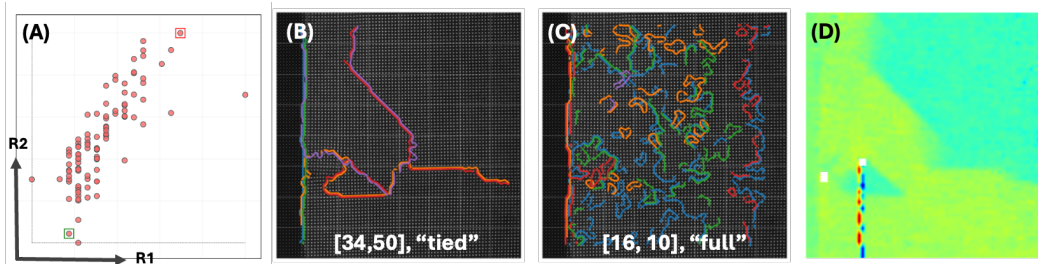 (A)
R2
R1
(B)
[34,50], “tied”
(C)
[16, 10], “full”
(D)